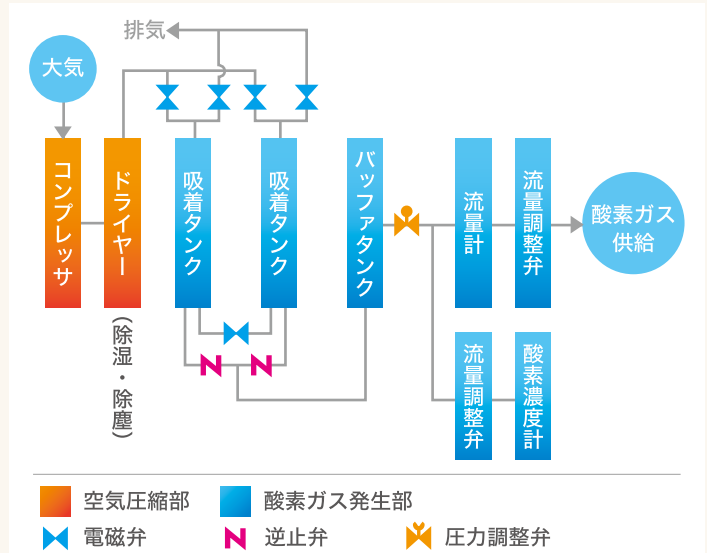 排気
大気
コンプレッサ
ドライヤー
(除湿・除塵)
吸着タンク
吸着タンク
バッファタンク
流量計
流量調整弁
酸素ガス
供給
流量調整弁
酸素濃度計
空気圧縮部
酸素ガス発生部
電磁弁
逆止弁
圧力調整弁